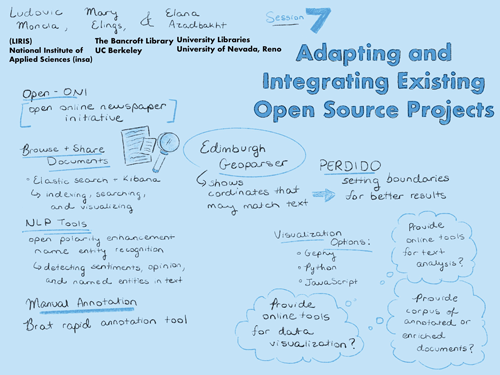 Ludovic Moncla,
Mary Elings,
& Elana Azadbakht
(LIRIS)
National Institute of
Applied Sciences (insa)
The Bancroft Library
UC Berkeley
University Libraries
University of Nevada, Reno
Session 7
Adapting and
Integrating Existing
Open Source Projects
Open-ONI
[open online newspaper
initiative]
Browse + Share
Documents
Elastic search + Kibana
↳ indexing, searching,
and visualizing
NLP Tools
open polarity enhancement
name entity recognition
↳ detecting sentiments, opinion,
and named entities in text
Manual Annotation
Brat rapid annotation tool
Edinburgh
Geoparser
↳ shows
coordinates that
may match text
PERDIDO
setting boundaries
for better results
Visualization
Options:
Gephy
Python
JavaScript
Provide
online tools
for text
analysis?
Provide
online tools
for data
visualization?
Provide
corpus of
annotated or
enriched
documents?